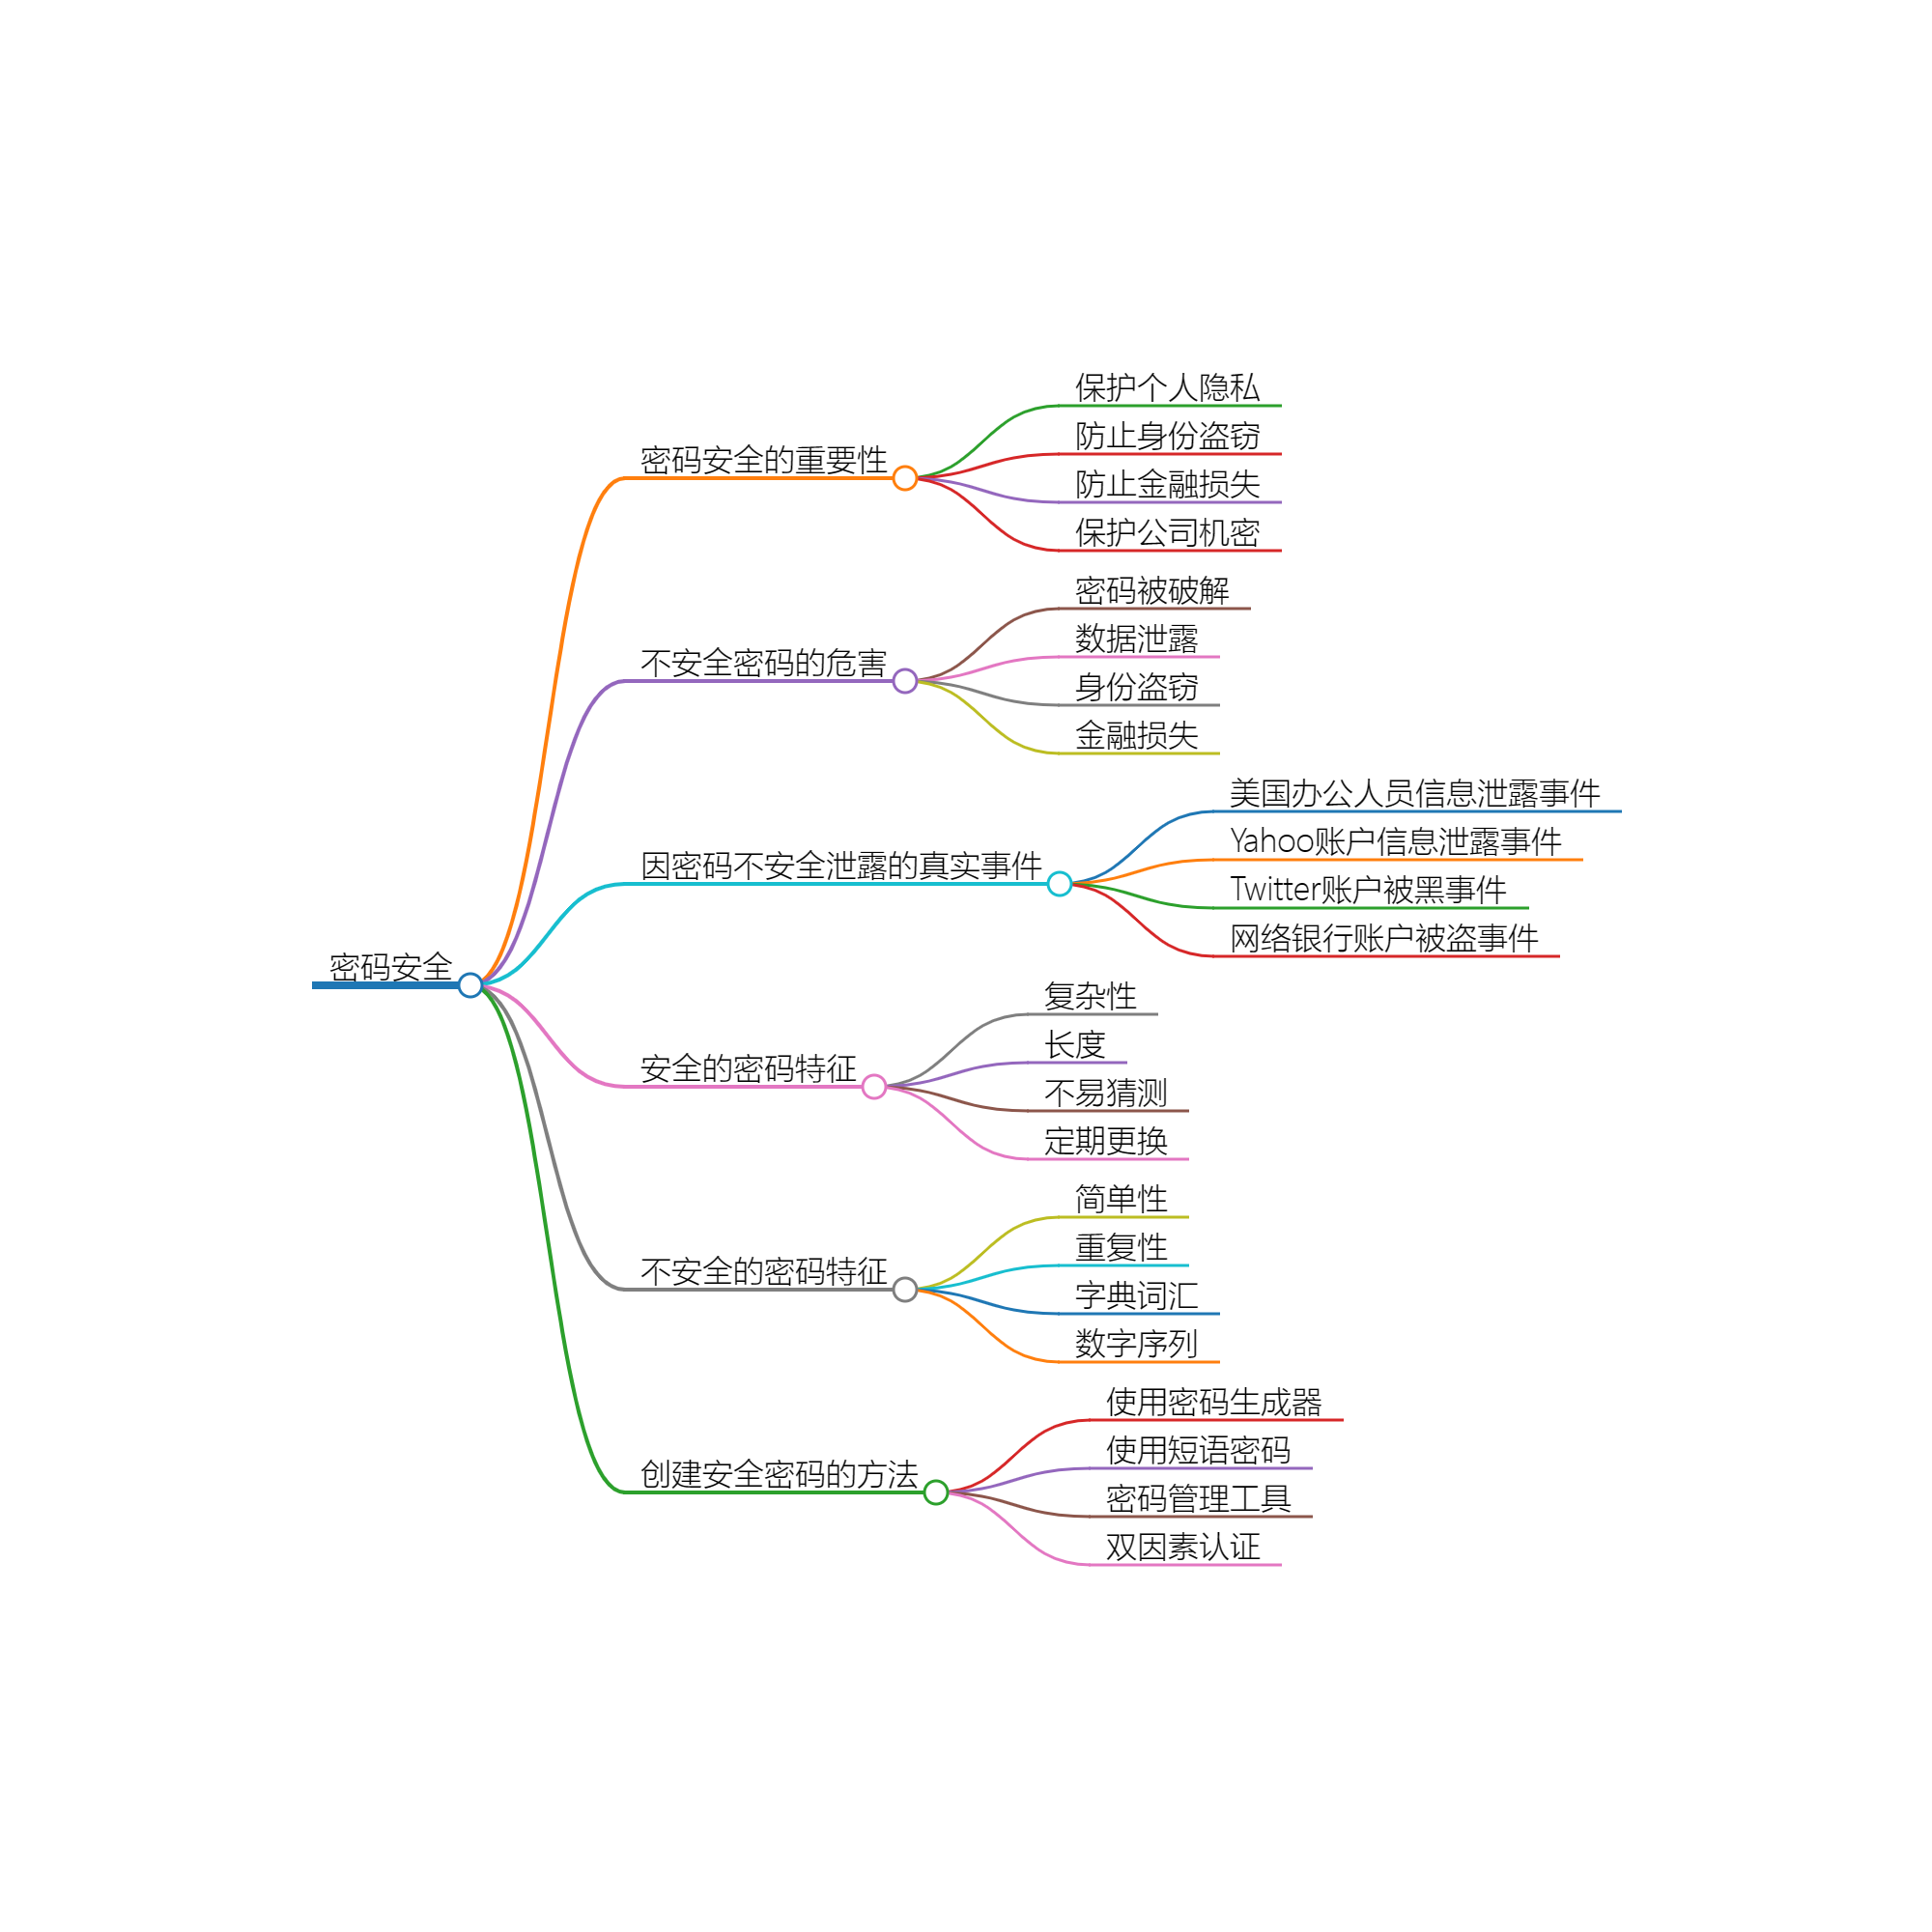 密码安全
密码安全的重要性
保护个人隐私
防止身份盗窃
防止金融损失
保护公司机密
不安全密码的危害
密码被破解
数据泄露
身份盗窃
金融损失
因密码不安全泄露的真实事件
美国办公人员信息泄露事件
Yahoo账户信息泄露事件
Twitter账户被黑事件
网络银行账户被盗事件
安全的密码特征
复杂性
长度
不易猜测
定期更换
不安全的密码特征
简单性
重复性
字典词汇
数字序列
创建安全密码的方法
使用密码生成器
使用短语密码
密码管理工具
双因素认证